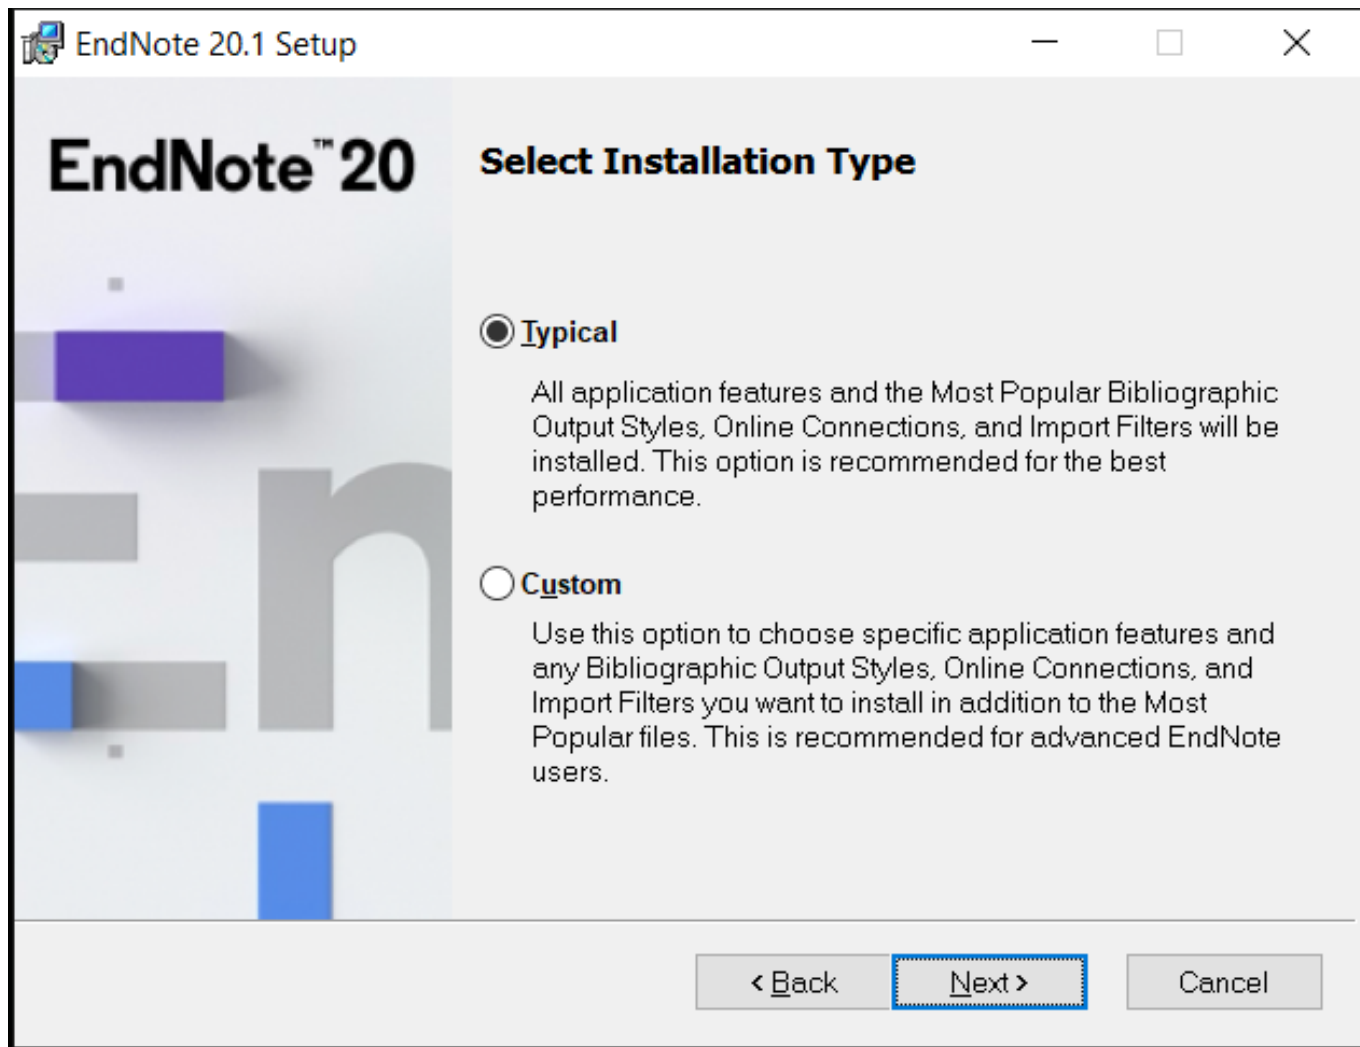 EndNote 20.1 Setup
EndNote™ 20
Select Installation Type
Typical
All application features and the Most Popular Bibliographic
Output Styles, Online Connections, and Import Filters will be
installed. This option is recommended for the best
performance.
Custom
Use this option to choose specific application features and
any Bibliographic Output Styles, Online Connections, and
Import Filters you want to install in addition to the Most
Popular files. This is recommended for advanced EndNote
users.
< Back Next > Cancel